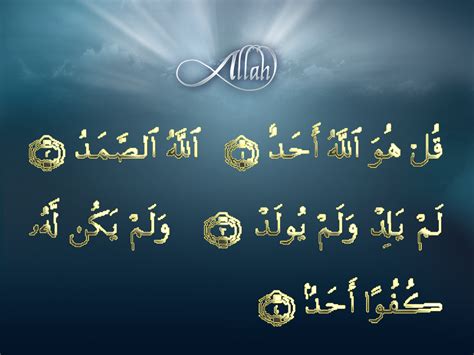 Allah
قُلْ هُوَ ٱللَّهُ أَحَدٌ ١ ٱللَّهُ ٱلصَّمَدُ ٢
لَمْ يَلِدْ وَلَمْ يُولَدْ ٣ وَلَمْ يَكُن لَّهُۥ
كُفُوًا أَحَدٌۢ ٤